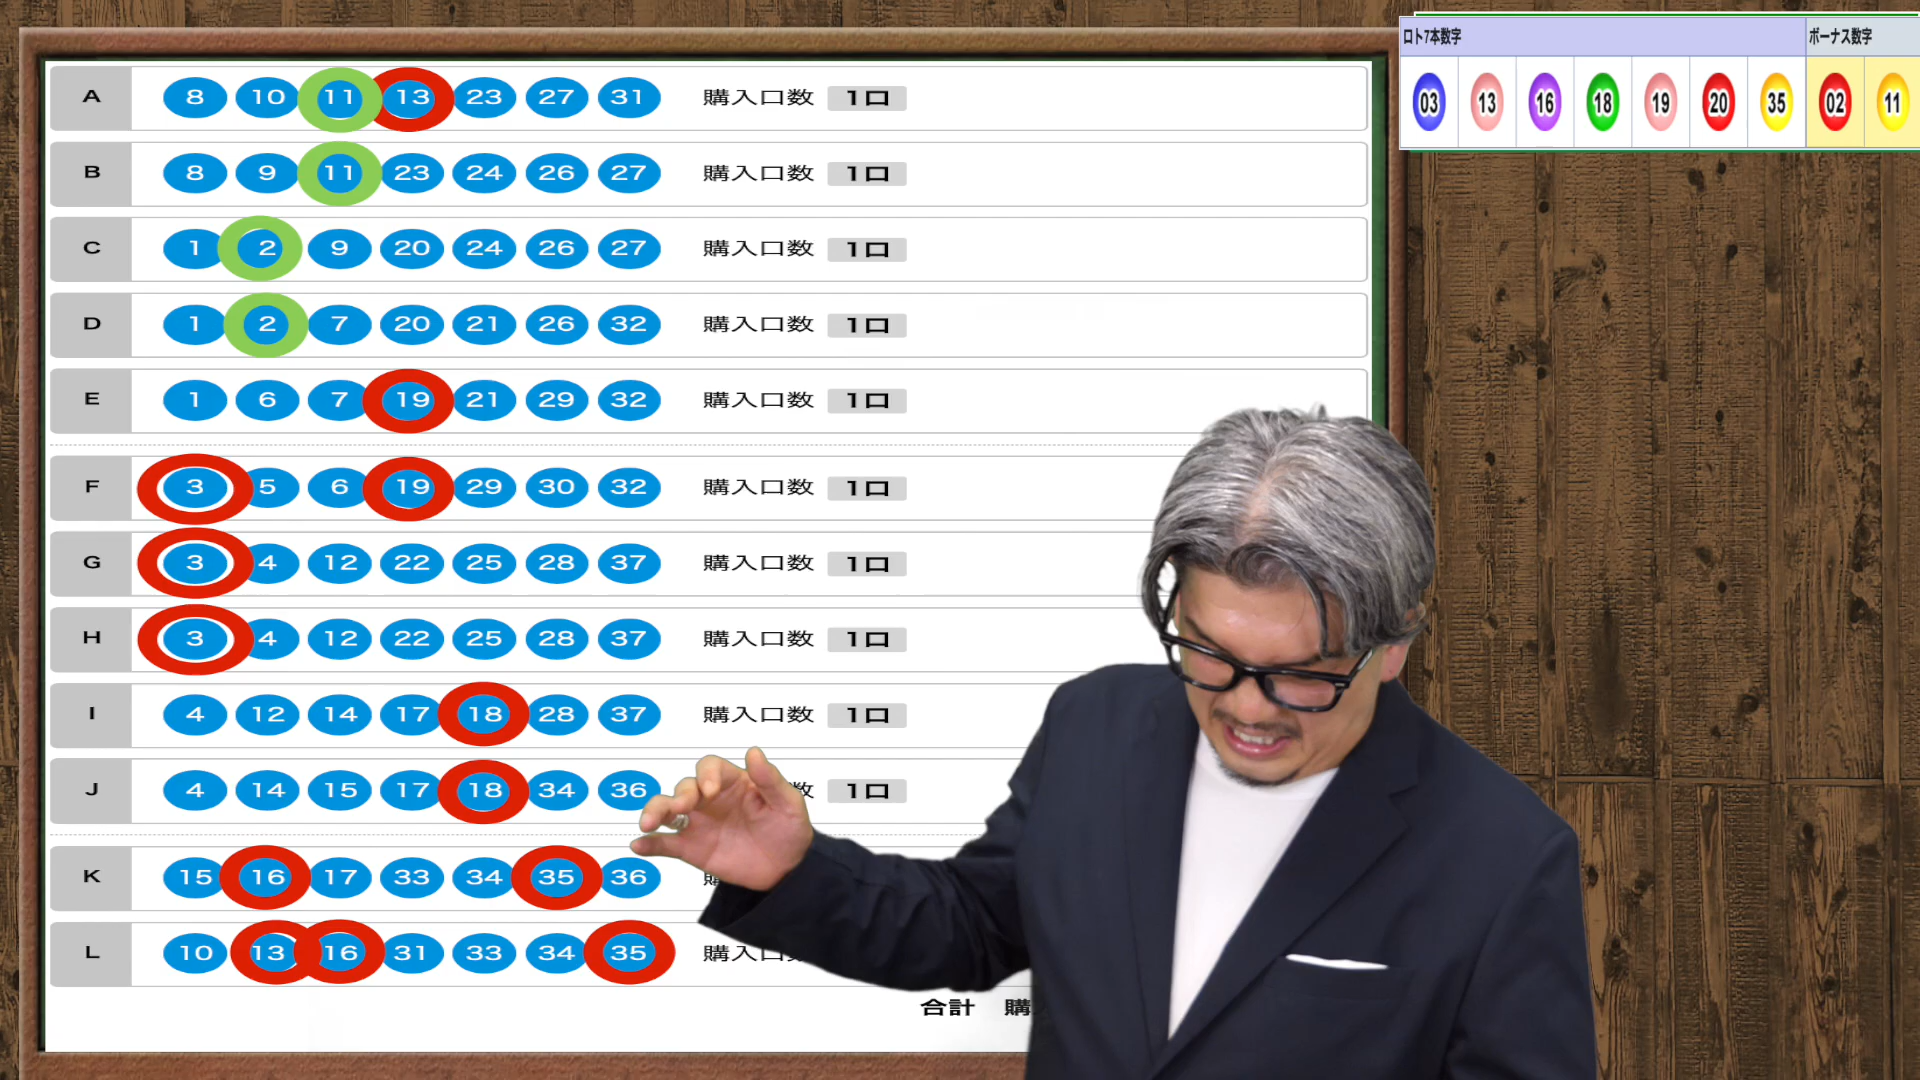 ロト7本数字 ボーナス数字
03 13 16 18 19 20 35 02 11
A 8 10 11 13 23 27 31 購入口数 1口
B 8 9 11 23 24 26 27 購入口数 1口
C 1 2 9 20 24 26 27 購入口数 1口
D 1 2 7 20 21 26 32 購入口数 1口
E 1 6 7 19 21 29 32 購入口数 1口
F 3 5 6 19 29 30 32 購入口数 1口
G 3 4 12 22 25 28 37 購入口数 1口
H 3 4 12 22 25 28 37 購入口数 1口
I 4 12 14 17 18 28 37 購入口数 1口
J 4 14 15 17 18 34 36 数 1口
K 15 16 17 33 34 35 36 購
L 10 13 16 31 33 34 35 購入口
合計 購